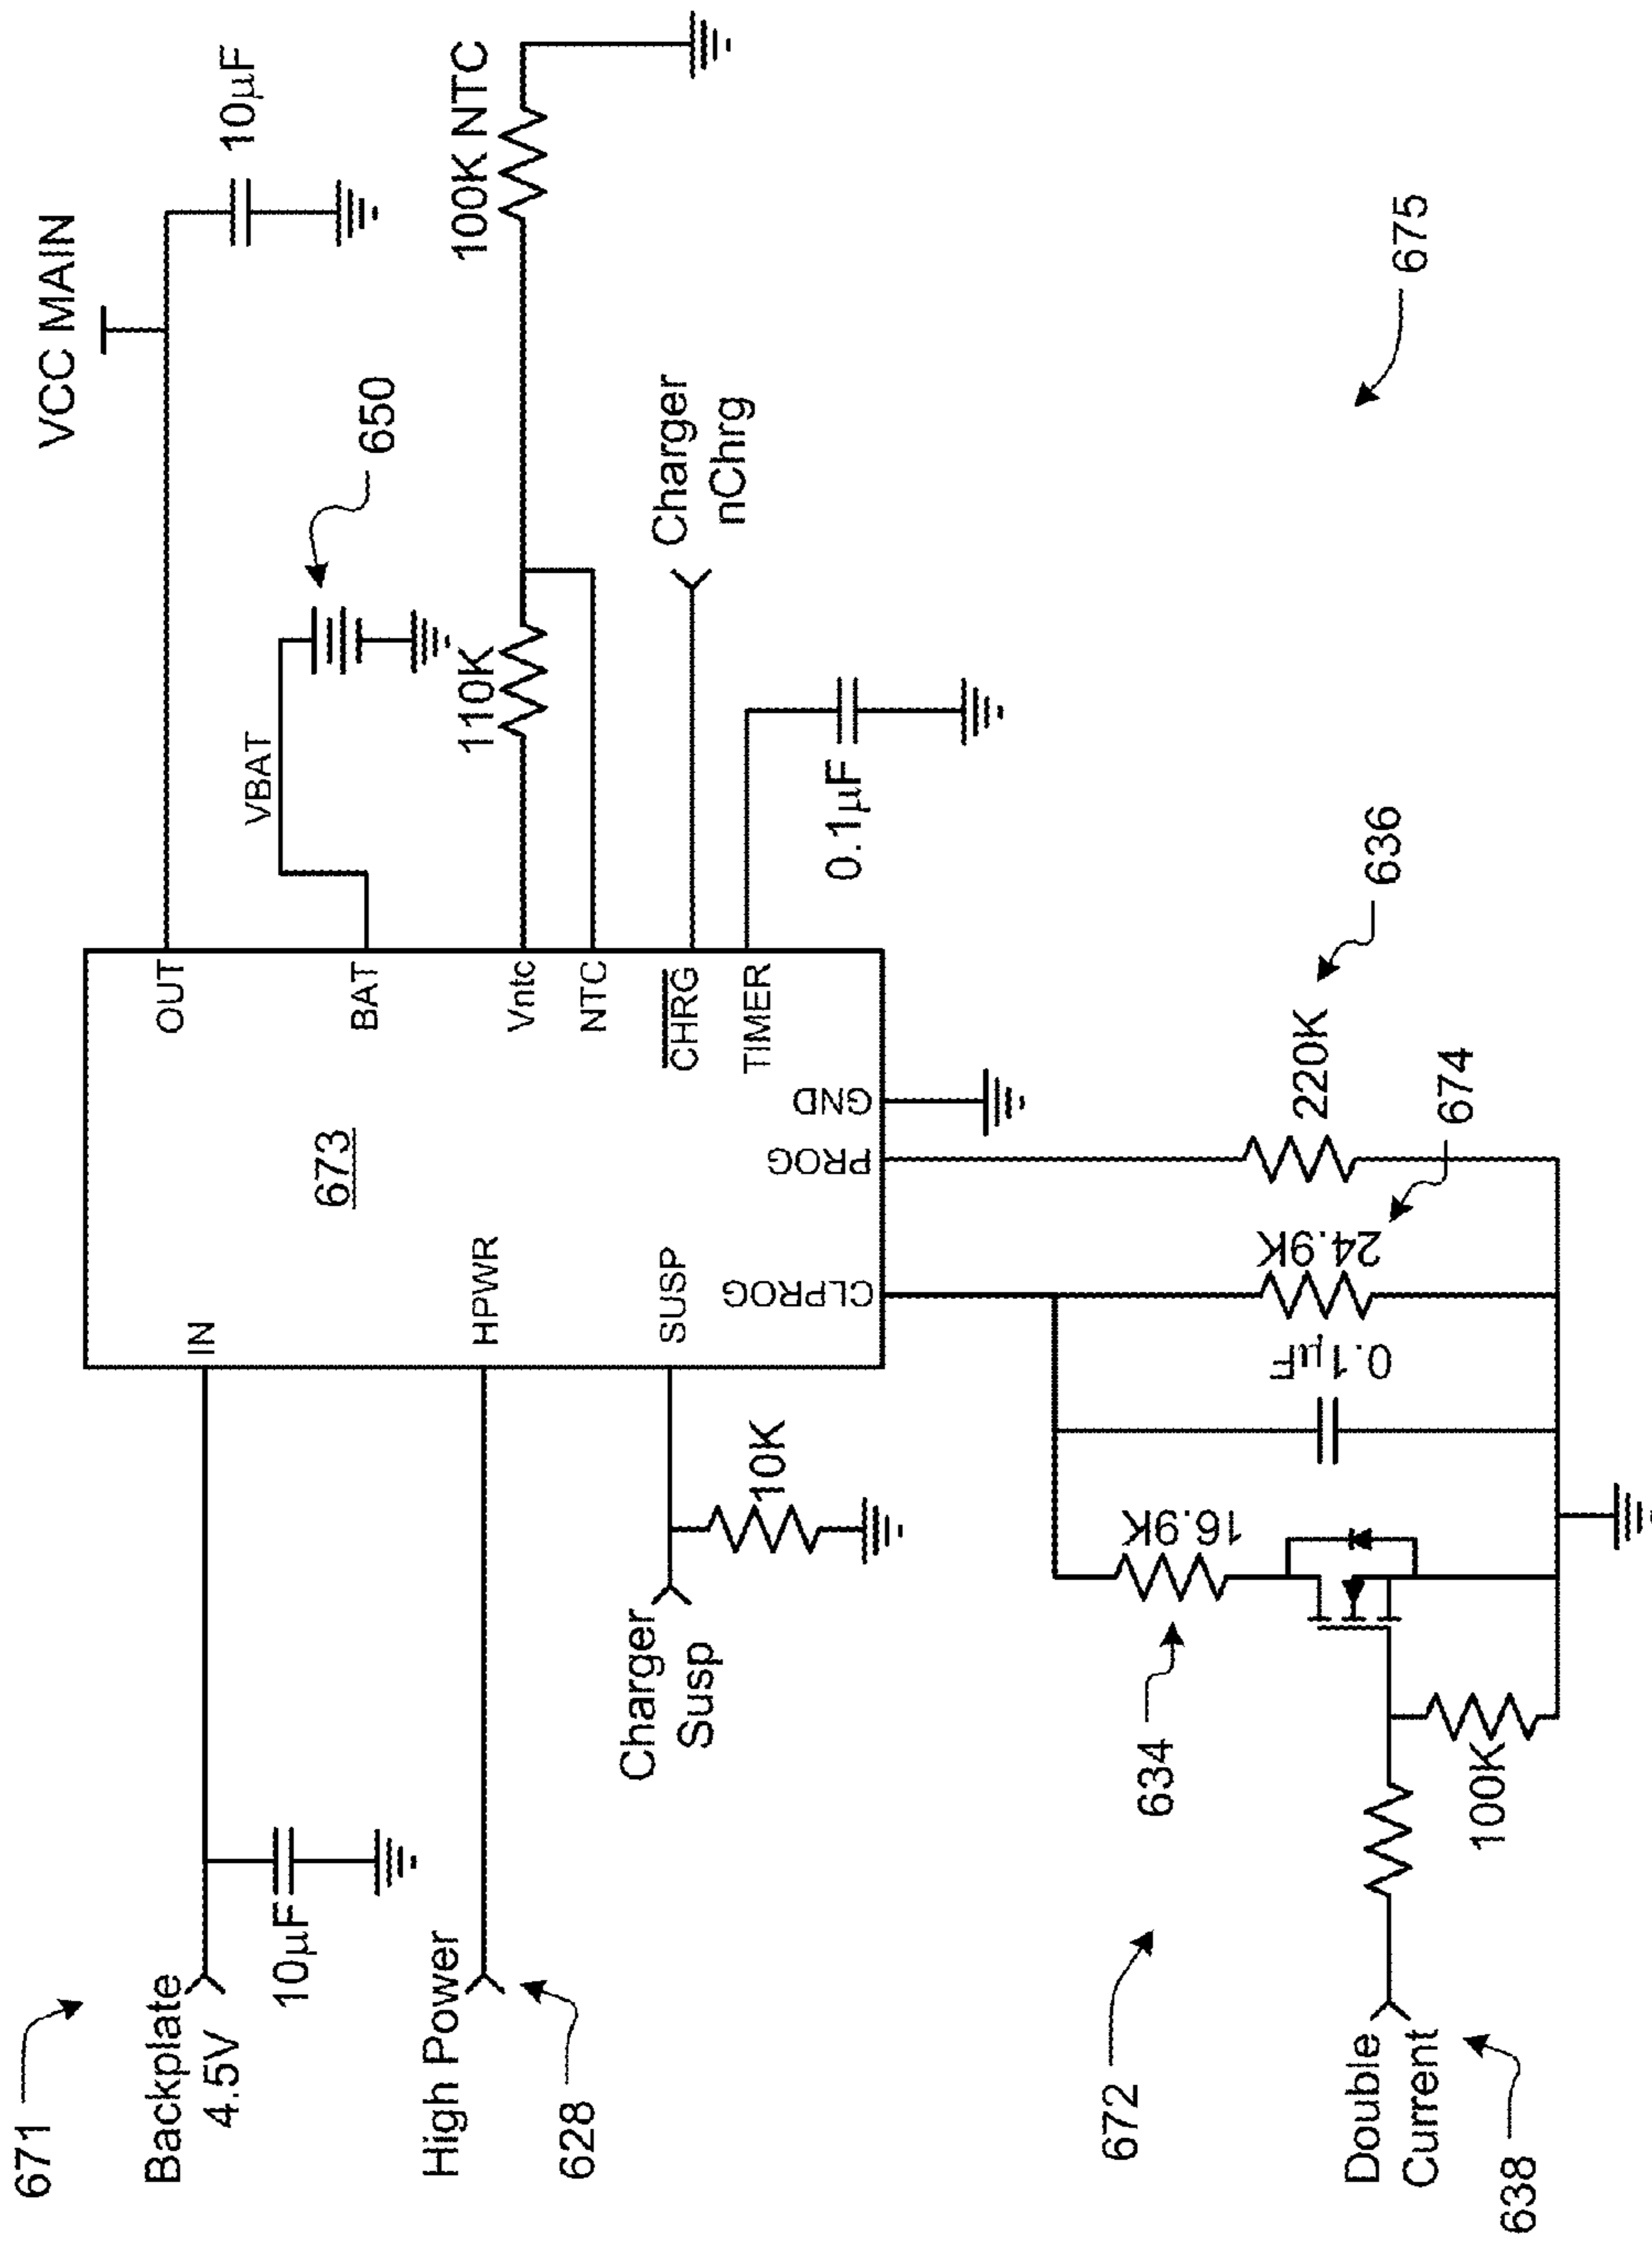 671
Backplate
4.5V
10μF
High Power
628
Charger
Susp
10K
IN
HPWR
SUSP
673
OUT
BAT
Vntc
NTC
CHRG
TIMER
CLPROG
PROG
GND
VCC MAIN
10μF
VBAT
650
110K
100K NTC
Charger
nChrg
0.1μF
675
672
634
16.9K
0.1μF
24.9K
674
220K
636
Double
Current
638
100K